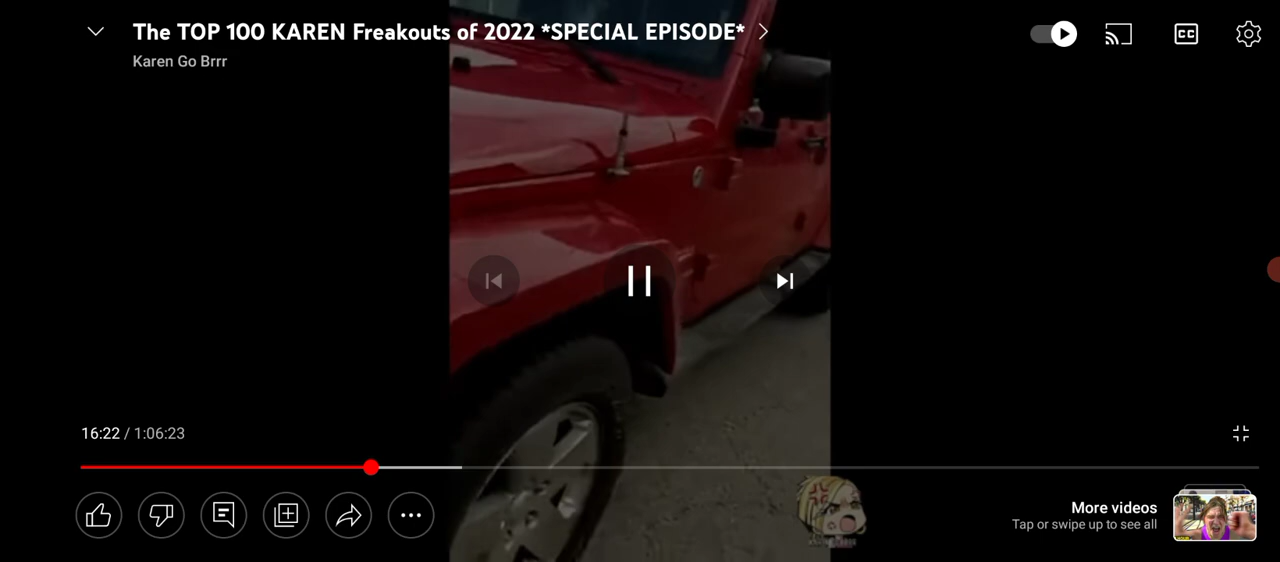 The TOP 100 KAREN Freakouts of 2022 *SPECIAL EPISODE*
Karen Go Brrr
CC
16:22 / 1:06:23
More videos
Tap or swipe up to see all